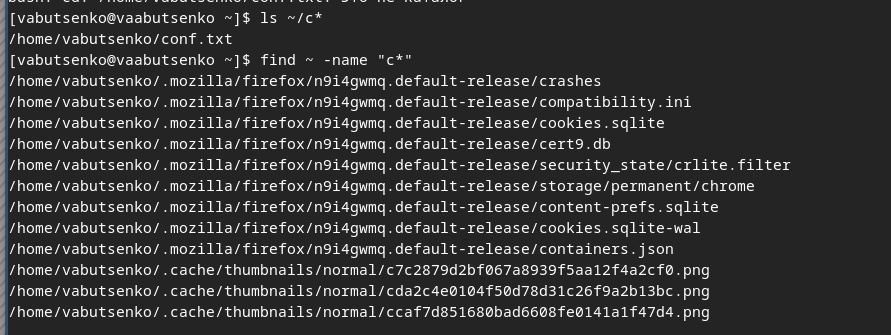 [vabutsenko@vaabutsenko ~]$ ls ~/c*
/home/vabutsenko/conf.txt
[vabutsenko@vaabutsenko ~]$ find ~ -name "c*"
/home/vabutsenko/.mozilla/firefox/n9i4gwmq.default-release/crashes
/home/vabutsenko/.mozilla/firefox/n9i4gwmq.default-release/compatibility.ini
/home/vabutsenko/.mozilla/firefox/n9i4gwmq.default-release/cookies.sqlite
/home/vabutsenko/.mozilla/firefox/n9i4gwmq.default-release/cert9.db
/home/vabutsenko/.mozilla/firefox/n9i4gwmq.default-release/security_state/crlite.filter
/home/vabutsenko/.mozilla/firefox/n9i4gwmq.default-release/storage/permanent/chrome
/home/vabutsenko/.mozilla/firefox/n9i4gwmq.default-release/content-prefs.sqlite
/home/vabutsenko/.mozilla/firefox/n9i4gwmq.default-release/cookies.sqlite-wal
/home/vabutsenko/.mozilla/firefox/n9i4gwmq.default-release/containers.json
/home/vabutsenko/.cache/thumbnails/normal/c7c2879d2bf067a8939f5aa12f4a2cf0.png
/home/vabutsenko/.cache/thumbnails/normal/cda2c4e0104f50d78d31c26f9a2b13bc.png
/home/vabutsenko/.cache/thumbnails/normal/ccaf7d851680bad6608fe0141a1f47d4.png